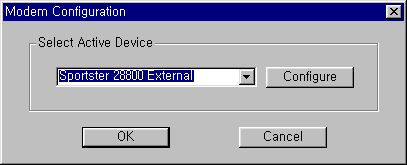 Modem Configuration
Select Active Device
Sportster 28800 External
Configure
OK
Cancel